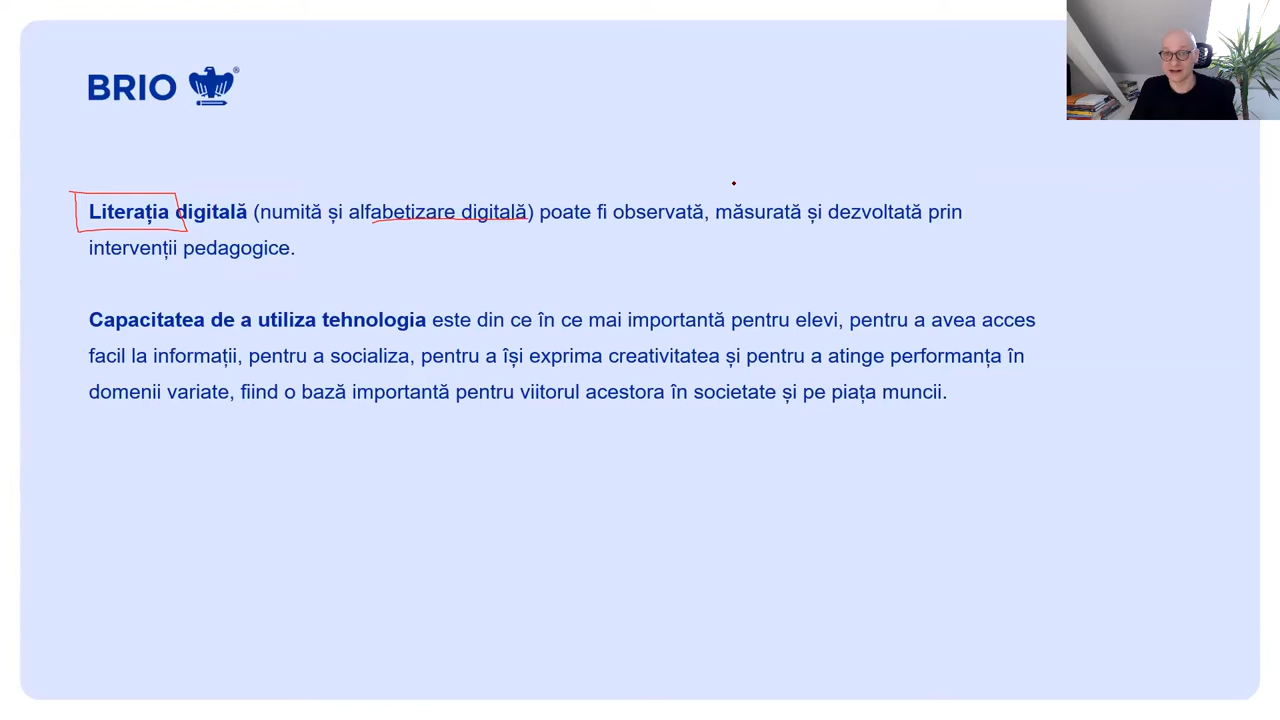 BRIO ®
Literația digitală (numită și alfabetizare digitală) poate fi observată, măsurată și dezvoltată prin
intervenții pedagogice.
Capacitatea de a utiliza tehnologia este din ce în ce mai importantă pentru elevi, pentru a avea acces
facil la informații, pentru a socializa, pentru a își exprima creativitatea și pentru a atinge performanța în
domenii variate, fiind o bază importantă pentru viitorul acestora în societate și pe piața muncii.